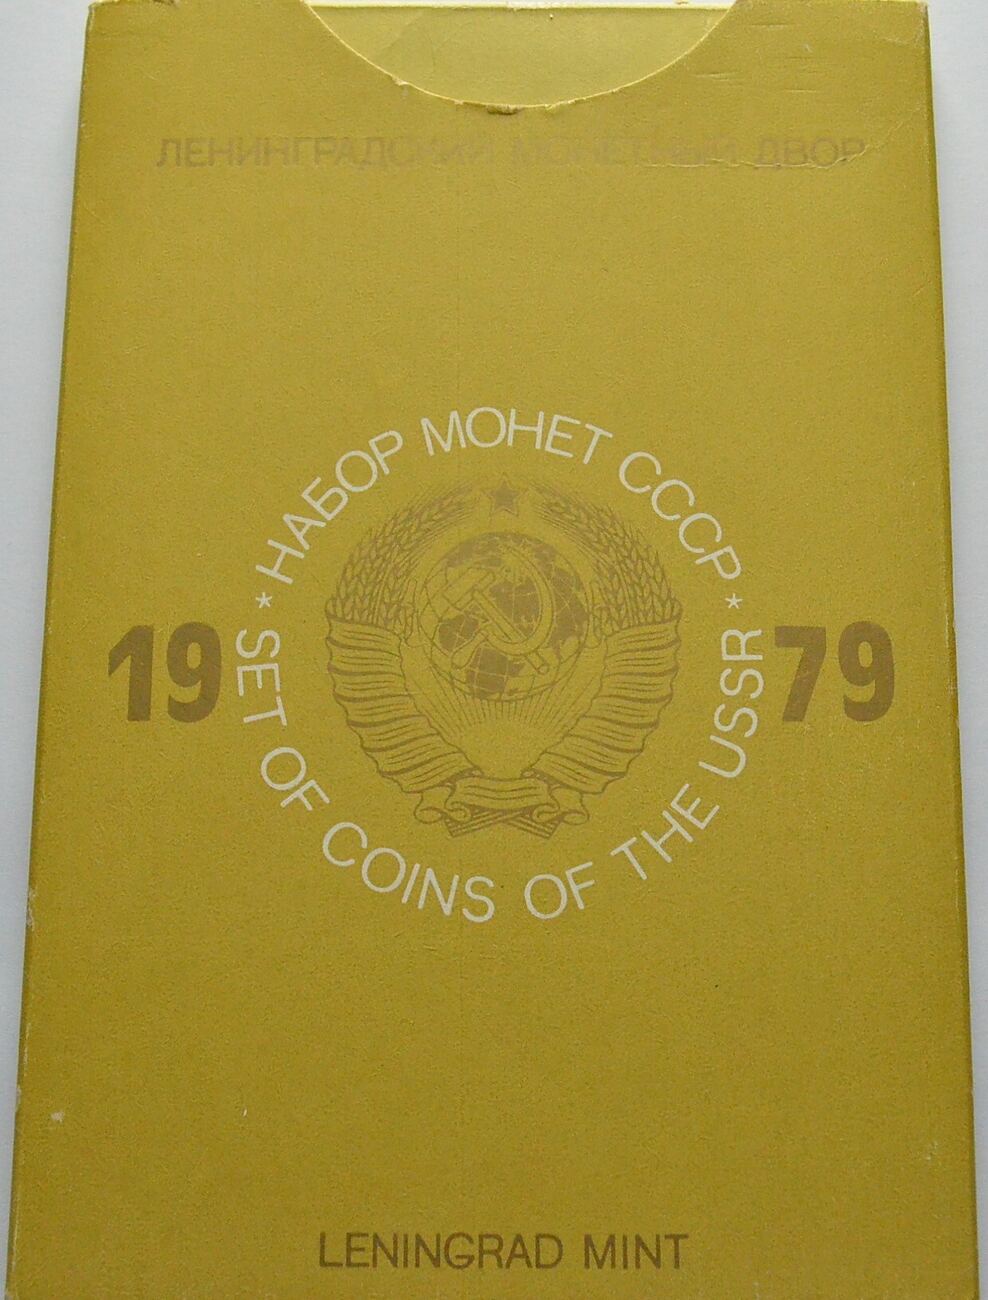 ЛЕНИНГРАДСКИЙ МОНЕТНЫЙ ДВОР
* НАБОР МОНЕТ СССР *
19 79
SET OF COINS OF THE USSR
LENINGRAD MINT